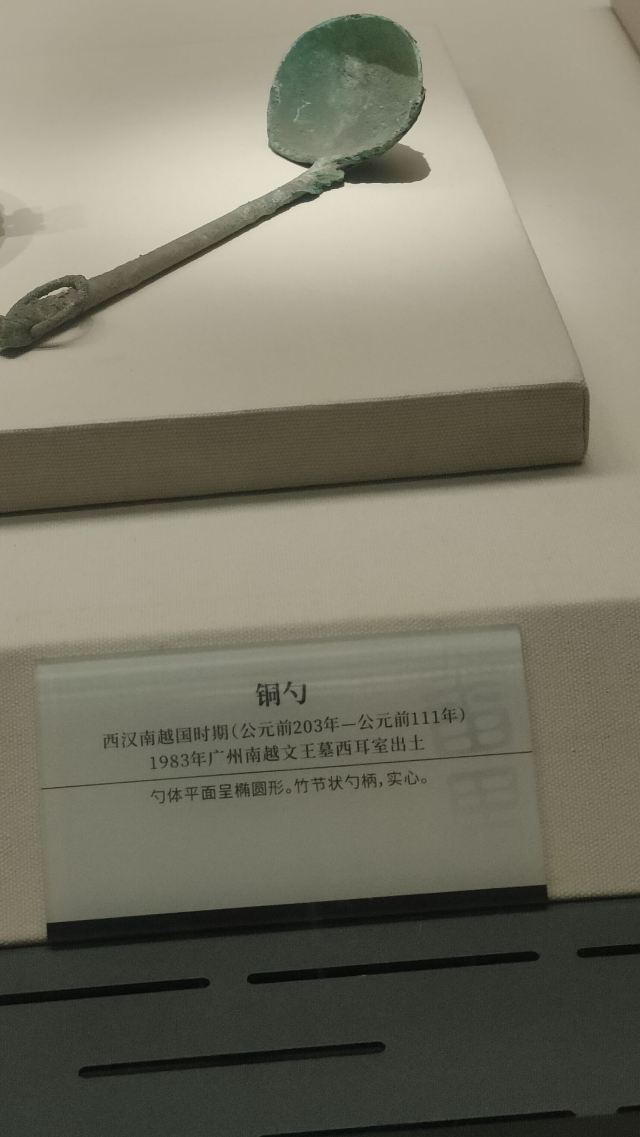 铜勺
西汉南越国时期(公元前203年—公元前111年)
1983年广州南越文王墓西耳室出土
勺体平面呈椭圆形。竹节状勺柄,实心。